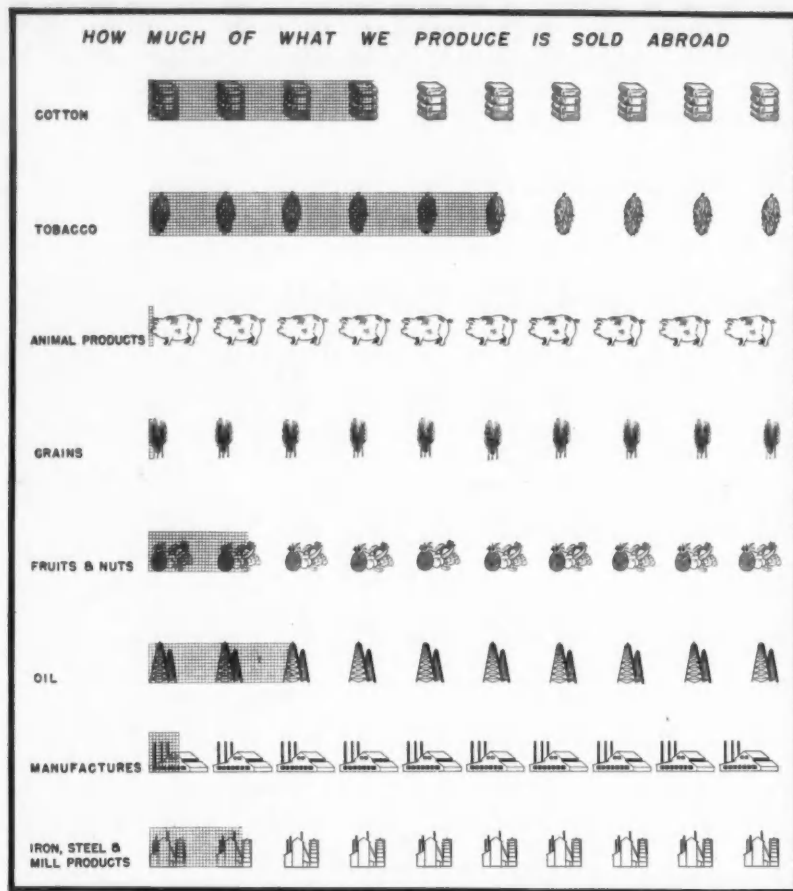 HOW MUCH OF WHAT WE PRODUCE IS SOLD ABROAD
COTTON
TOBACCO
ANIMAL PRODUCTS
GRAINS
FRUITS & NUTS
OIL
MANUFACTURES
IRON, STEEL &
MILL PRODUCTS